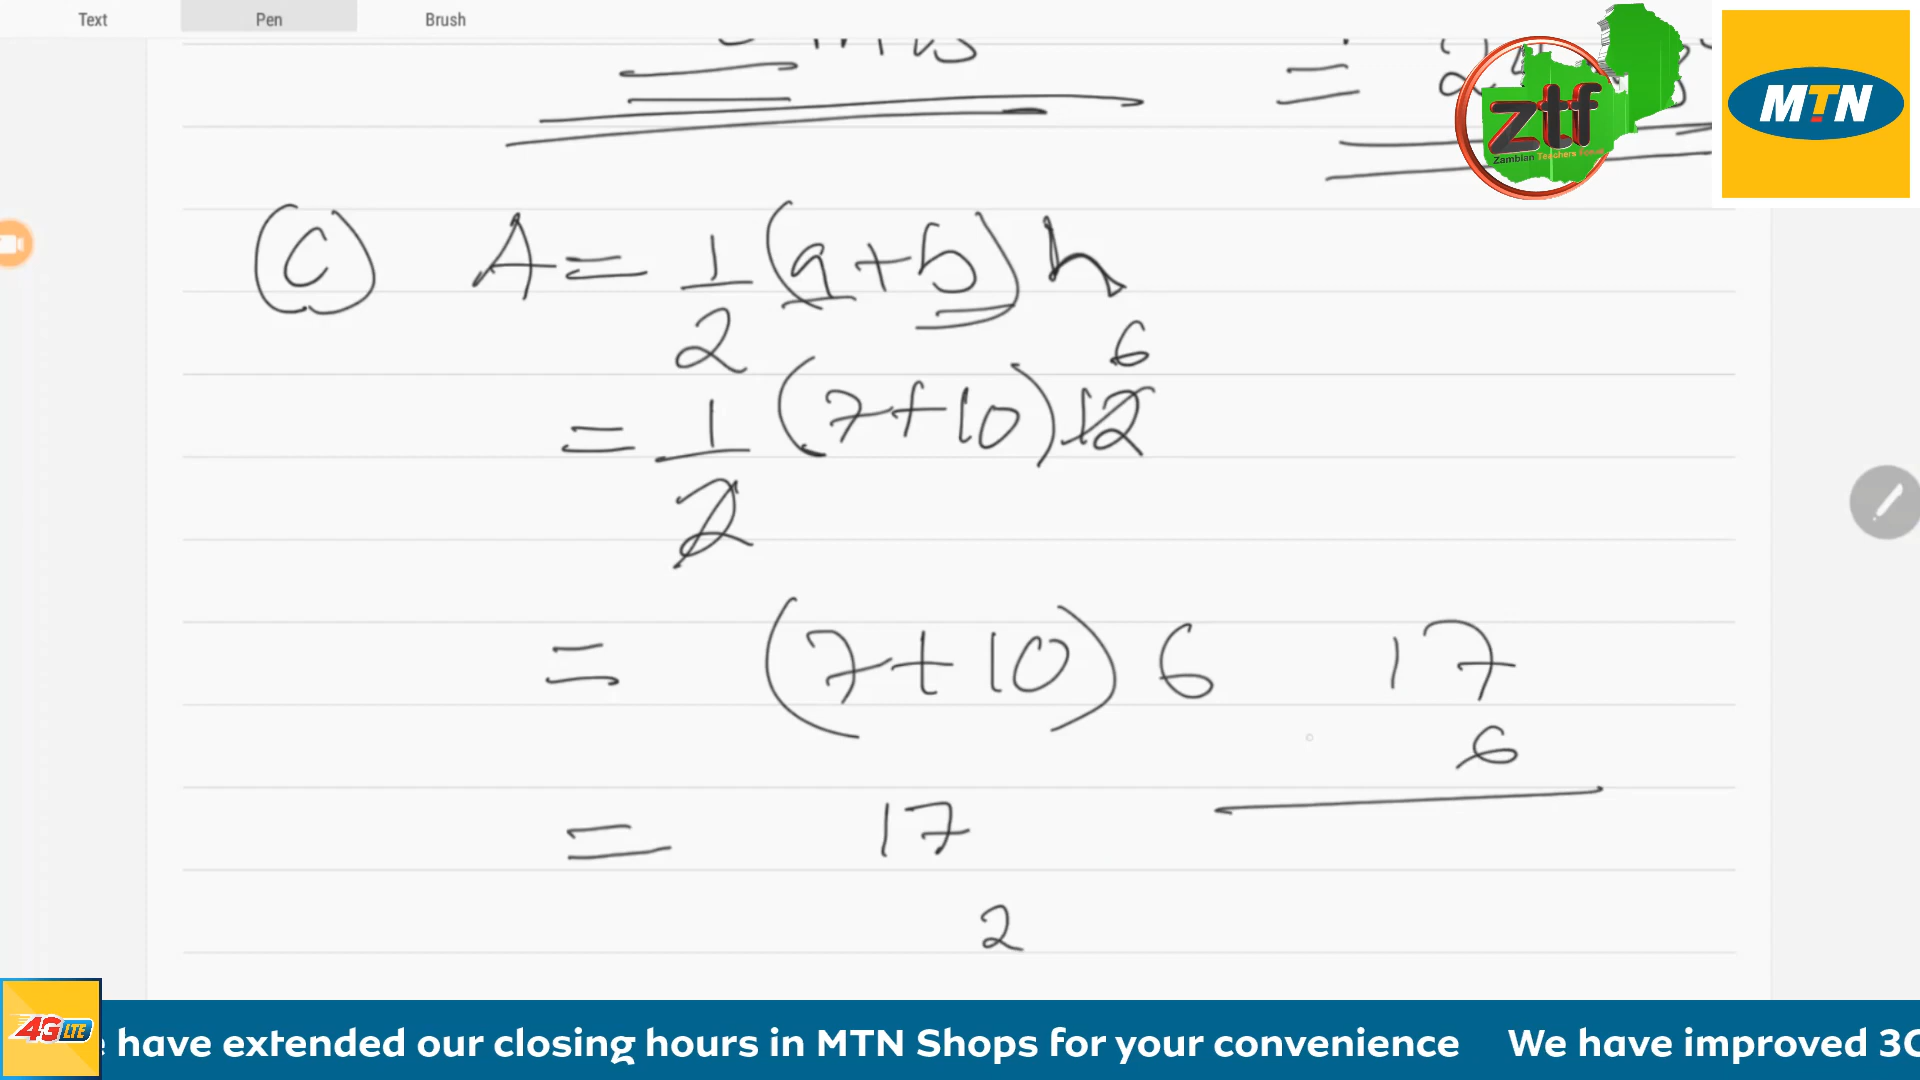 Text Pen Brush
ztf
Zambian Teachers Forum
MTN
C A = 1/2 (a+b) h
6
= 1/2 (7+10) 12
= (7+10) 6 17
6
= 17
2
4G LTE
have extended our closing hours in MTN Shops for your convenience We have improved 3G